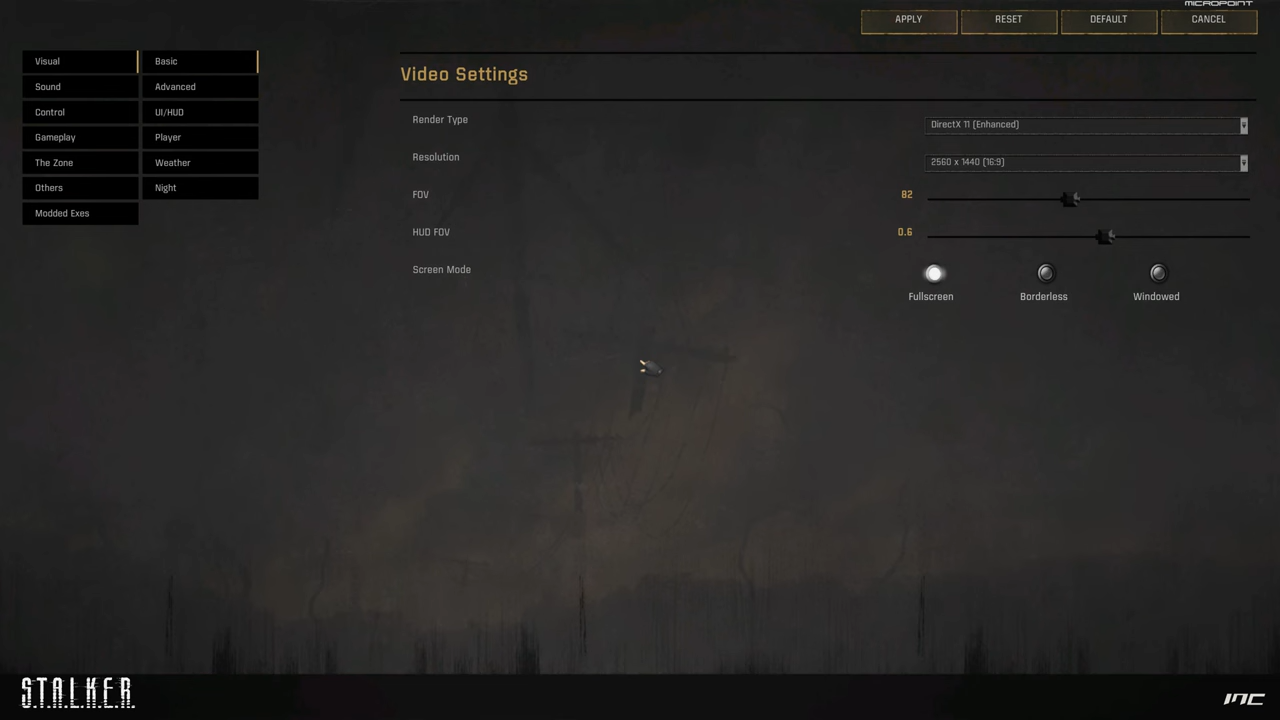 MICROPOINT
APPLY
RESET
DEFAULT
CANCEL
Visual
Basic
Sound
Advanced
Control
UI/HUD
Gameplay
Player
The Zone
Weather
Others
Night
Modded Exes
Video Settings
Render Type
DirectX 11 (Enhanced)
Resolution
2560 x 1440 (16:9)
FOV
82
HUD FOV
0.6
Screen Mode
Fullscreen
Borderless
Windowed
S.T.A.L.K.E.R.
INC